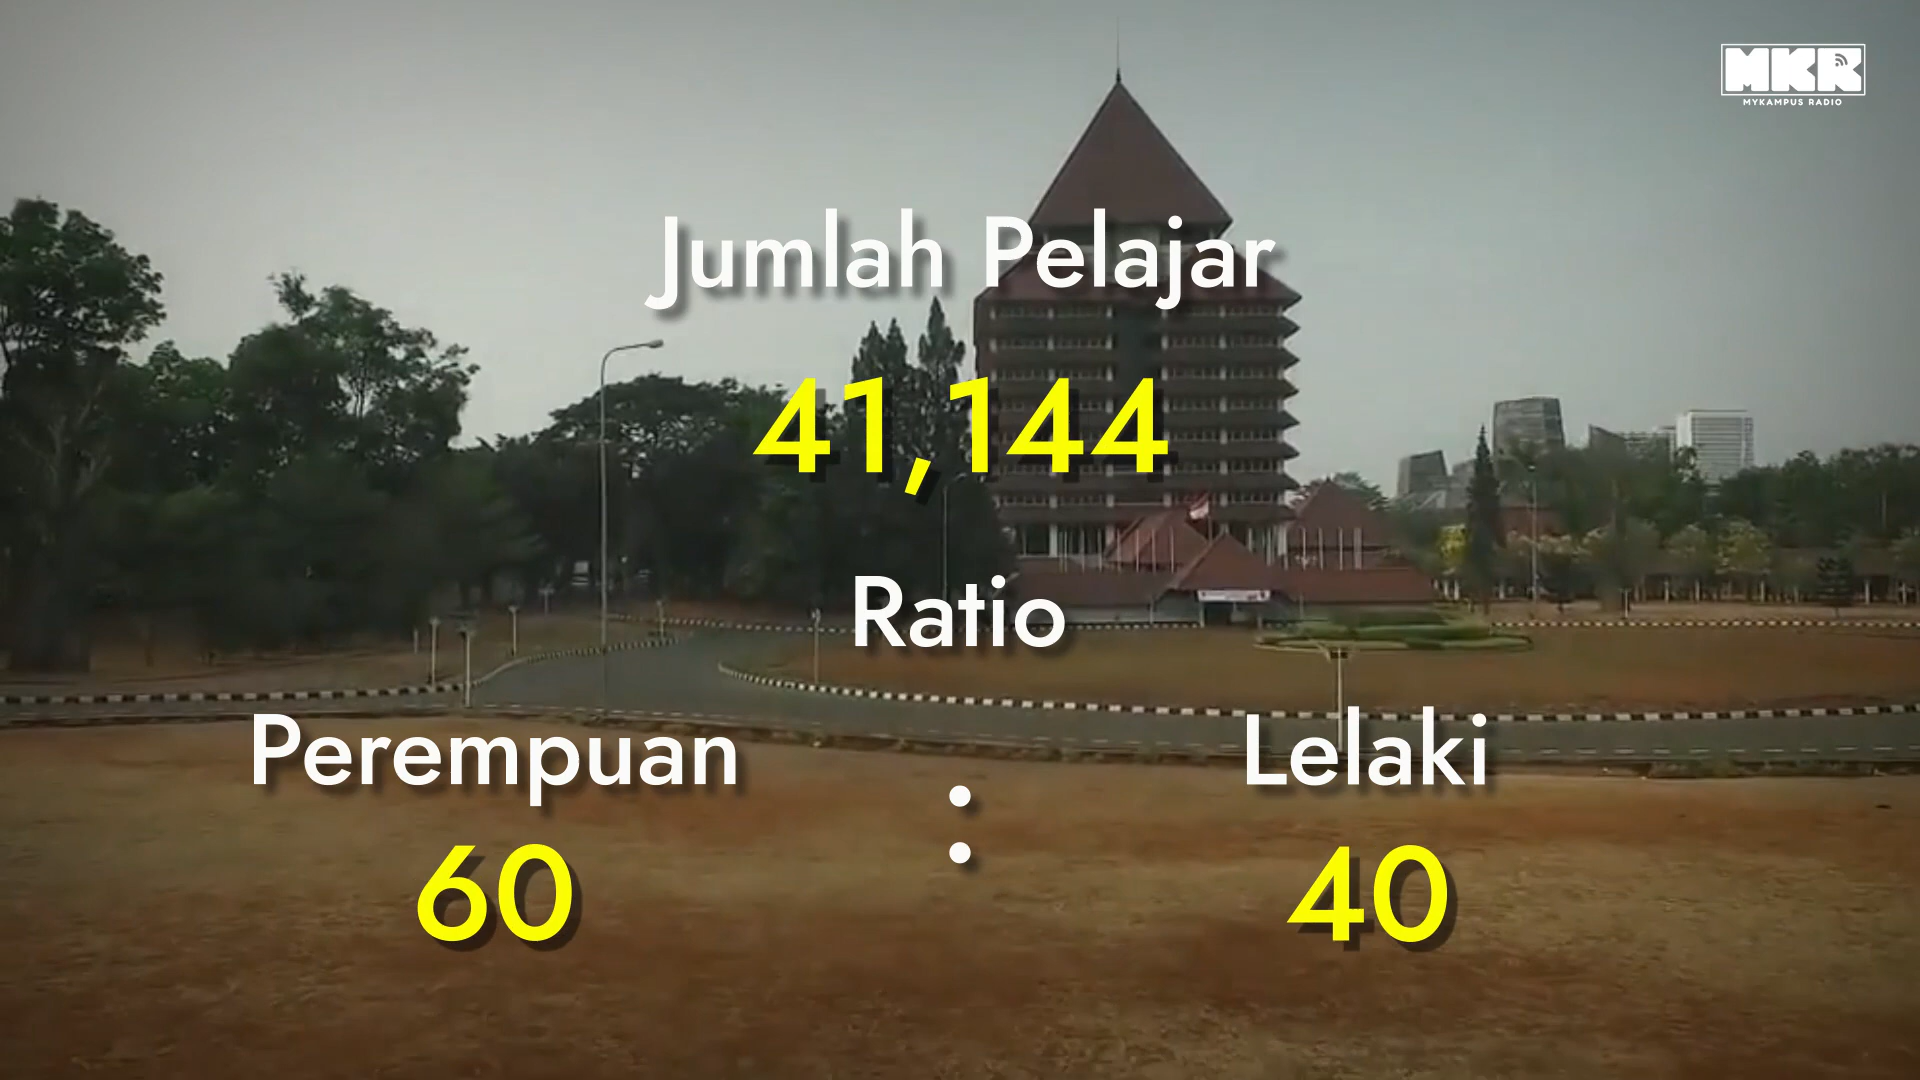 MKR
MYKAMPUS RADIO
Jumlah Pelajar
41,144
Ratio
Perempuan : Lelaki
60 40